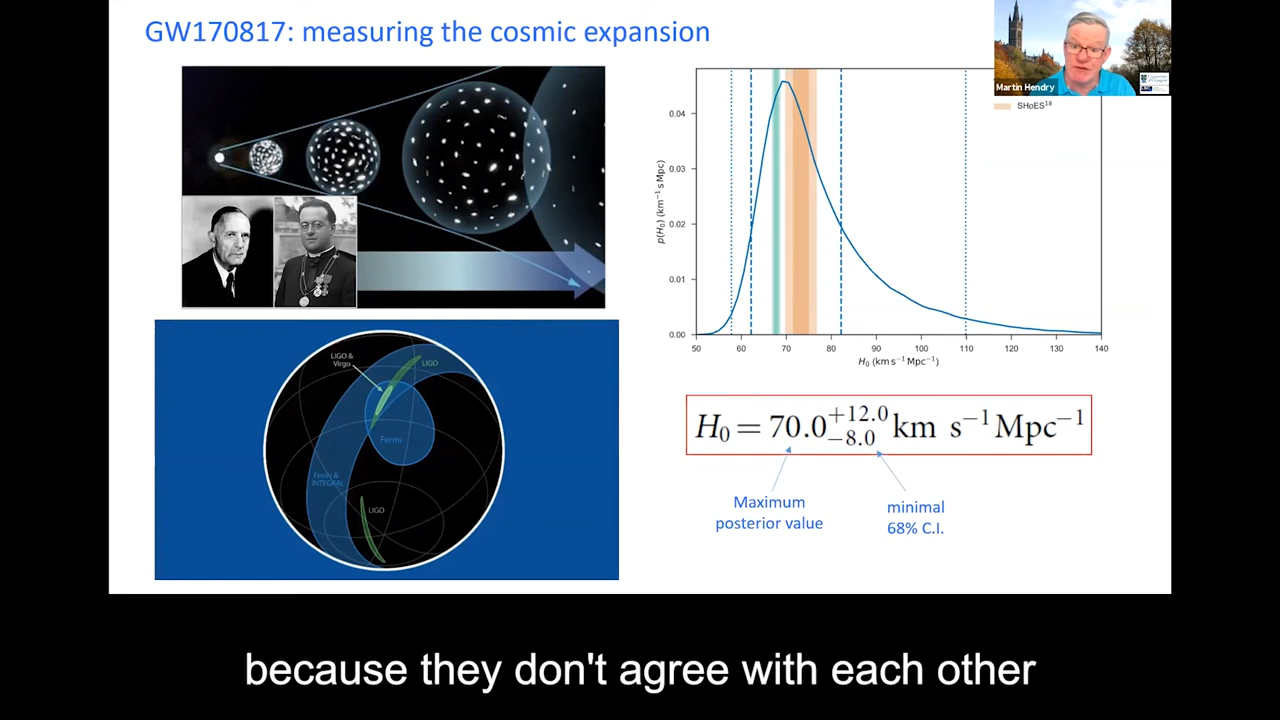 GW170817: measuring the cosmic expansion
Martin Hendry
SHoES¹⁸
p(H₀) (km⁻¹ s Mpc)
0.04
0.03
0.02
0.01
0.00
50 60 70 80 90 100 110 120 130 140
H₀ (km s⁻¹ Mpc⁻¹)
LIGO &
Virgo
LIGO
Fermi
Fermi &
INTEGRAL
LIGO
H₀ = 70.0 +12.0 −8.0 km s⁻¹ Mpc⁻¹
Maximum
posterior value
minimal
68% C.I.
because they don't agree with each other